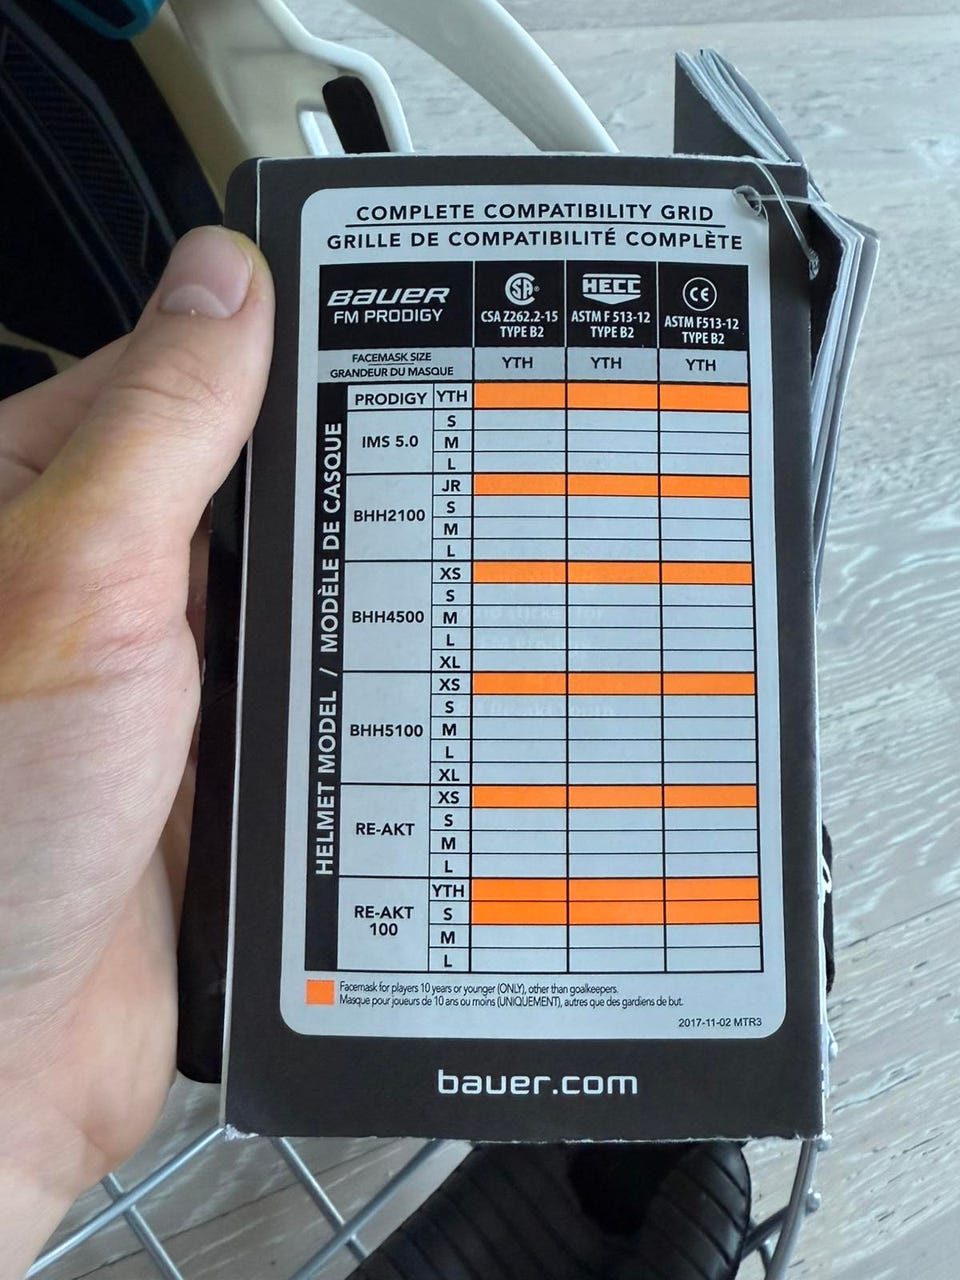 COMPLETE COMPATIBILITY GRID
GRILLE DE COMPATIBILITÉ COMPLÈTE
BAUER
FM PRODIGY
CSA Z262.2-15
TYPE B2
HECC
ASTM F 513-12
TYPE B2
CE
ASTM F513-12
TYPE B2
FACEMASK SIZE
GRANDEUR DU MASQUE
YTH YTH YTH
HELMET MODEL / MODÈLE DE CASQUE
PRODIGY YTH
IMS 5.0
S
M
L
BHH2100
JR
S
M
L
BHH4500
XS
S
M
L
XL
BHH5100
XS
S
M
L
XL
RE-AKT
XS
S
M
L
RE-AKT
100
YTH
S
M
L
Facemask for players 10 years or younger (ONLY), other than goalkeepers.
Masque pour joueurs de 10 ans ou moins (UNIQUEMENT), autres que des gardiens de but.
2017-11-02 MTR3
bauer.com